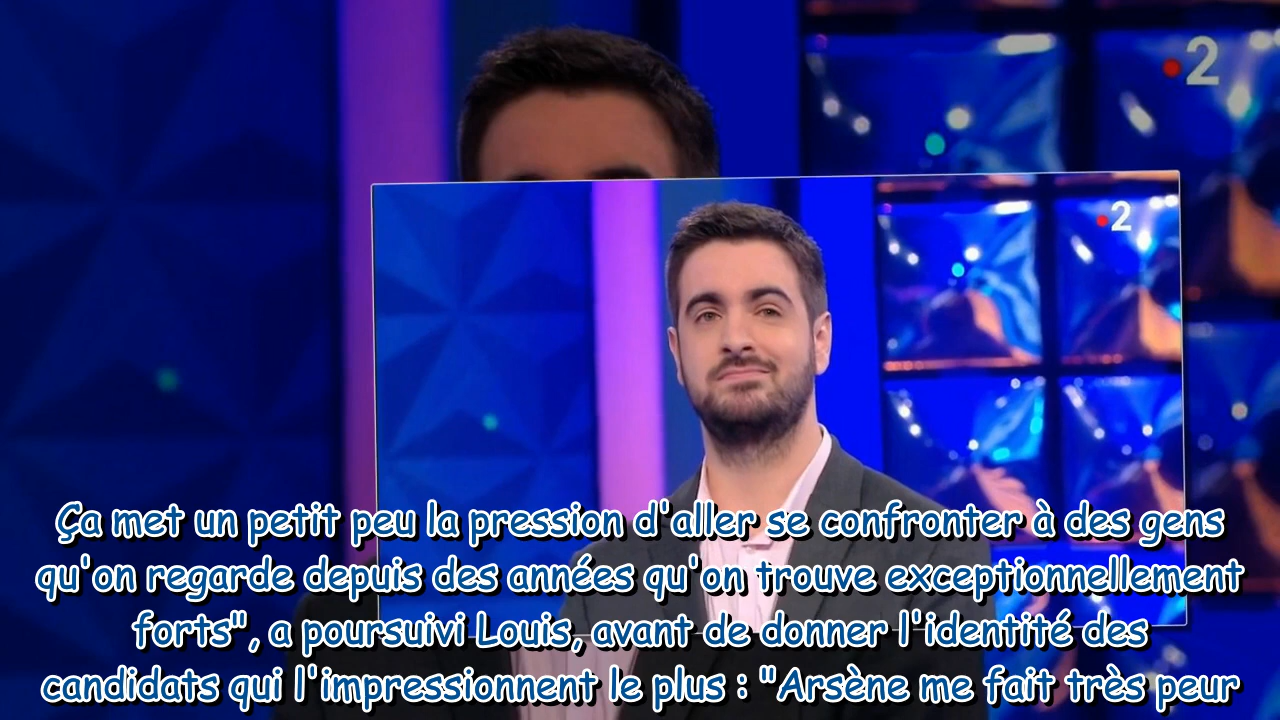 2
2
Ça met un petit peu la pression d'aller se confronter à des gens
qu'on regarde depuis des années qu'on trouve exceptionnellement
forts", a poursuivi Louis, avant de donner l'identité des
candidats qui l'impressionnent le plus : "Arsène me fait très peur